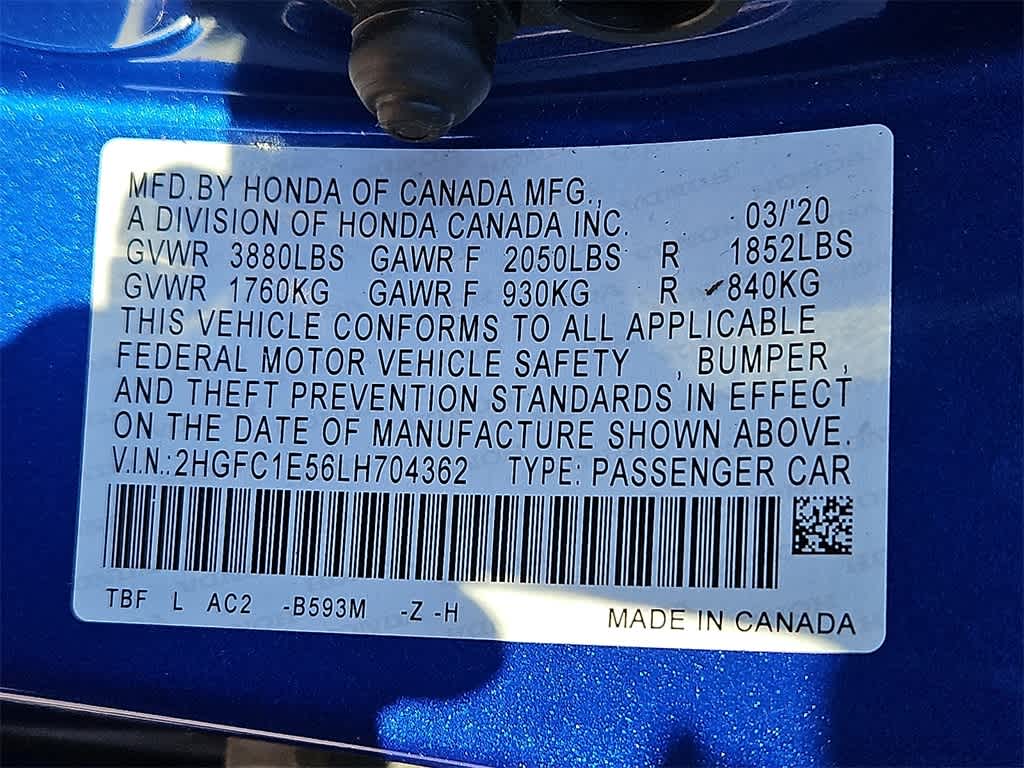 MFD.BY HONDA OF CANADA MFG.,
A DIVISION OF HONDA CANADA INC. 03/'20
GVWR 3880LBS GAWR F 2050LBS R 1852LBS
GVWR 1760KG GAWR F 930KG R 840KG
THIS VEHICLE CONFORMS TO ALL APPLICABLE
FEDERAL MOTOR VEHICLE SAFETY , BUMPER ,
AND THEFT PREVENTION STANDARDS IN EFFECT
ON THE DATE OF MANUFACTURE SHOWN ABOVE.
V.I.N.:2HGFC1E56LH704362 TYPE: PASSENGER CAR
TBF L AC2 -B593M -Z -H MADE IN CANADA